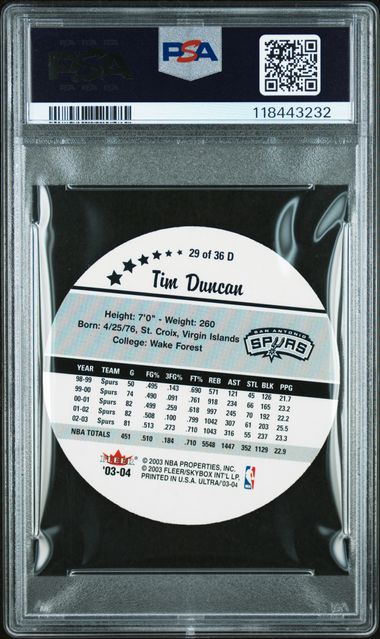 PSA
PSA
118443232
29 of 36 D
Tim Duncan
Height: 7'0" - Weight: 260
Born: 4/25/76, St. Croix, Virgin Islands
College: Wake Forest
SAN ANTONIO
SPURS
YEAR TEAM G FG% 3FG% FT% REB AST STL BLK PPG
98-99 Spurs 50 .495 .143 .690 571 121 45 126 21.7
99-00 Spurs 74 .490 .091 .761 918 234 66 165 23.2
00-01 Spurs 82 .499 .259 .618 997 245 70 192 22.2
01-02 Spurs 82 .508 .100 .799 1042 307 61 203 25.5
02-03 Spurs 81 .513 .273 .710 1043 316 55 237 23.3
NBA TOTALS 451 .510 .184 .710 5548 1447 352 1129 22.9
FLEER
'03-04
© 2003 NBA PROPERTIES, INC.
© 2003 FLEER/SKYBOX INT'L LP.
PRINTED IN U.S.A. ULTRA/'03-04